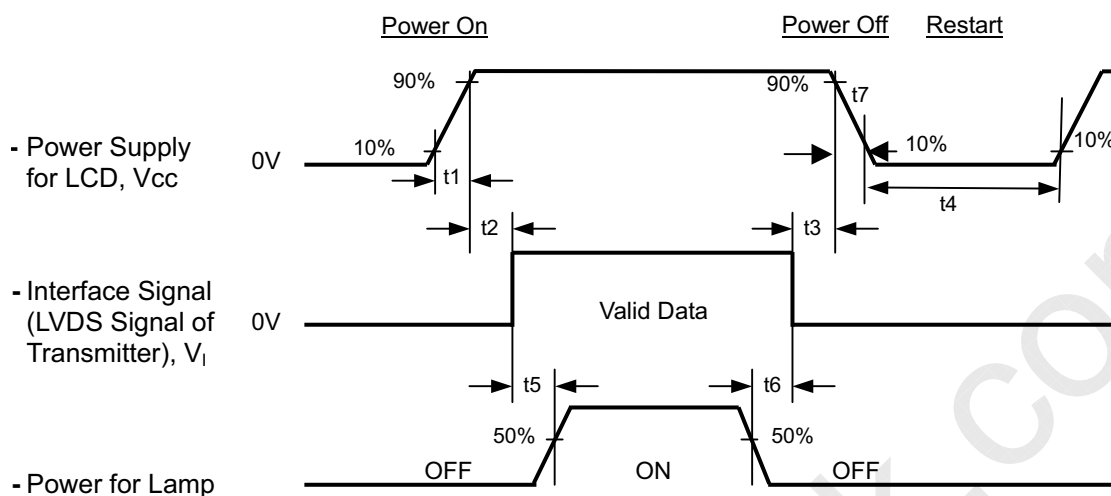 Power On
Power Off
Restart
90%
90%
t7
- Power Supply
for LCD, Vcc
0V
10%
10%
10%
t1
t4
t2
t3
- Interface Signal
(LVDS Signal of
Transmitter), VI
0V
Valid Data
t5
t6
50%
50%
- Power for Lamp
OFF
ON
OFF